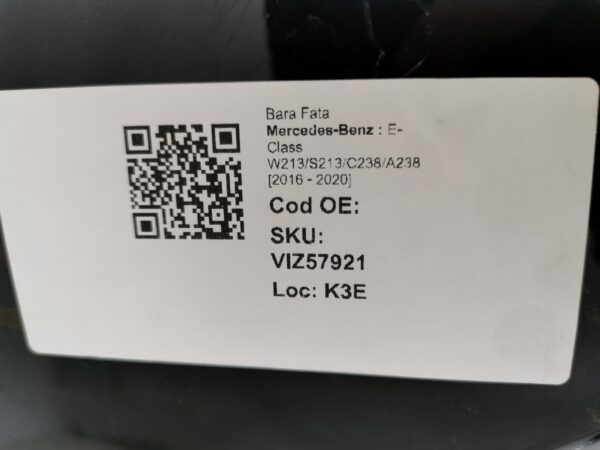 Bara Fata
Mercedes-Benz : E-
Class
W213/S213/C238/A238
[2016 - 2020]
Cod OE:
SKU:
VIZ57921
Loc: K3E